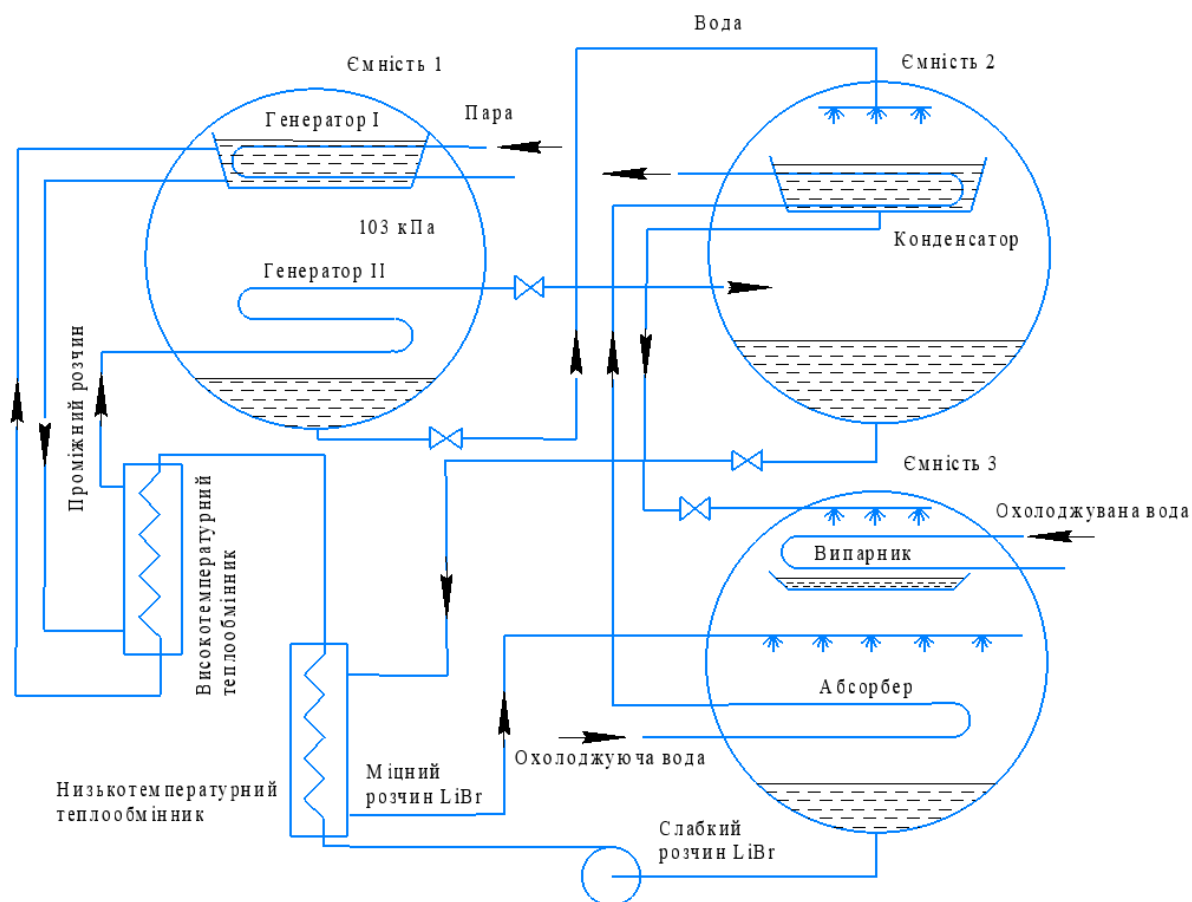 Вода
Ємність 1
Ємність 2
Генератор I
Пара
103 кПа
Конденсатор
Генератор II
Проміжний розчин
Ємність 3
Охолоджувана вода
Випарник
Високотемпературний
теплообмінник
Абсорбер
Охолоджуюча вода
Міцний
розчин LiBr
Низькотемпературний
теплообмінник
Слабкий
розчин LiBr